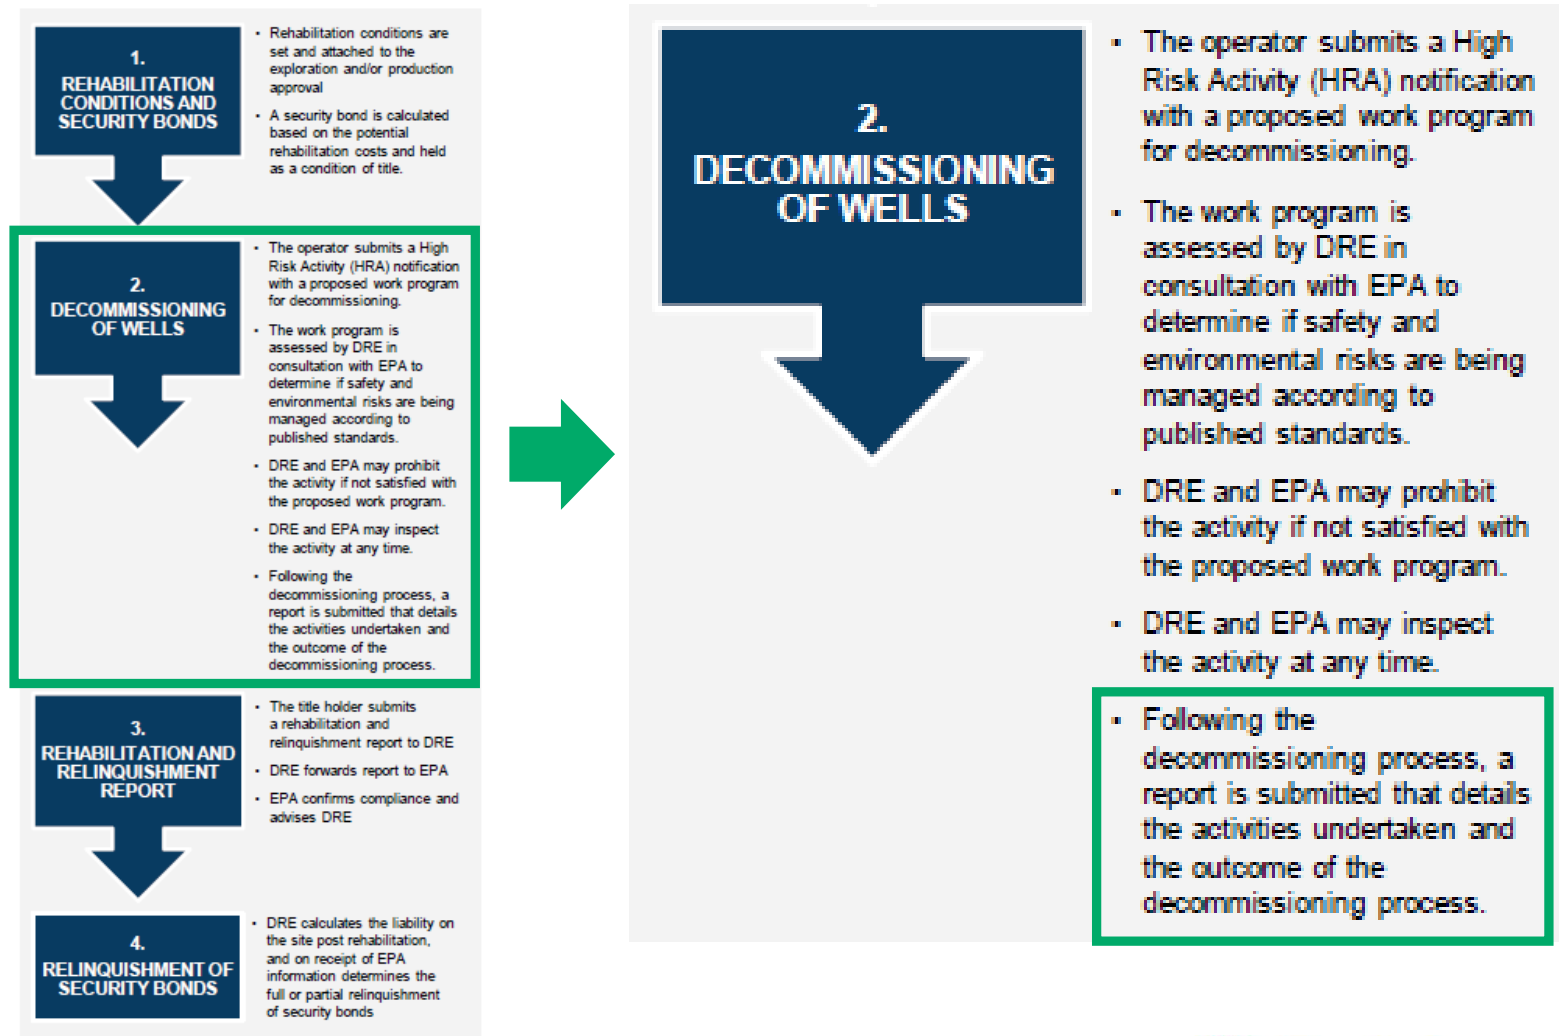 1.
REHABILITATION
CONDITIONS AND
SECURITY BONDS
• Rehabilitation conditions are
set and attached to the
exploration and/or production
approval
• A security bond is calculated
based on the potential
rehabilitation costs and held
as a condition of title.
2.
DECOMMISSIONING
OF WELLS
• The operator submits a High
Risk Activity (HRA) notification
with a proposed work program
for decommissioning.
• The work program is
assessed by DRE in
consultation with EPA to
determine if safety and
environmental risks are being
managed according to
published standards.
• DRE and EPA may prohibit
the activity if not satisfied with
the proposed work program.
• DRE and EPA may inspect
the activity at any time.
• Following the
decommissioning process, a
report is submitted that details
the activities undertaken and
the outcome of the
decommissioning process.
3.
REHABILITATION AND
RELINQUISHMENT
REPORT
• The title holder submits
a rehabilitation and
relinquishment report to DRE
• DRE forwards report to EPA
• EPA confirms compliance and
advises DRE
4.
RELINQUISHMENT OF
SECURITY BONDS
• DRE calculates the liability on
the site post rehabilitation,
and on receipt of EPA
information determines the
full or partial relinquishment
of security bonds
2.
DECOMMISSIONING
OF WELLS
• The operator submits a High
Risk Activity (HRA) notification
with a proposed work program
for decommissioning.
• The work program is
assessed by DRE in
consultation with EPA to
determine if safety and
environmental risks are being
managed according to
published standards.
• DRE and EPA may prohibit
the activity if not satisfied with
the proposed work program.
• DRE and EPA may inspect
the activity at any time.
• Following the
decommissioning process, a
report is submitted that details
the activities undertaken and
the outcome of the
decommissioning process.